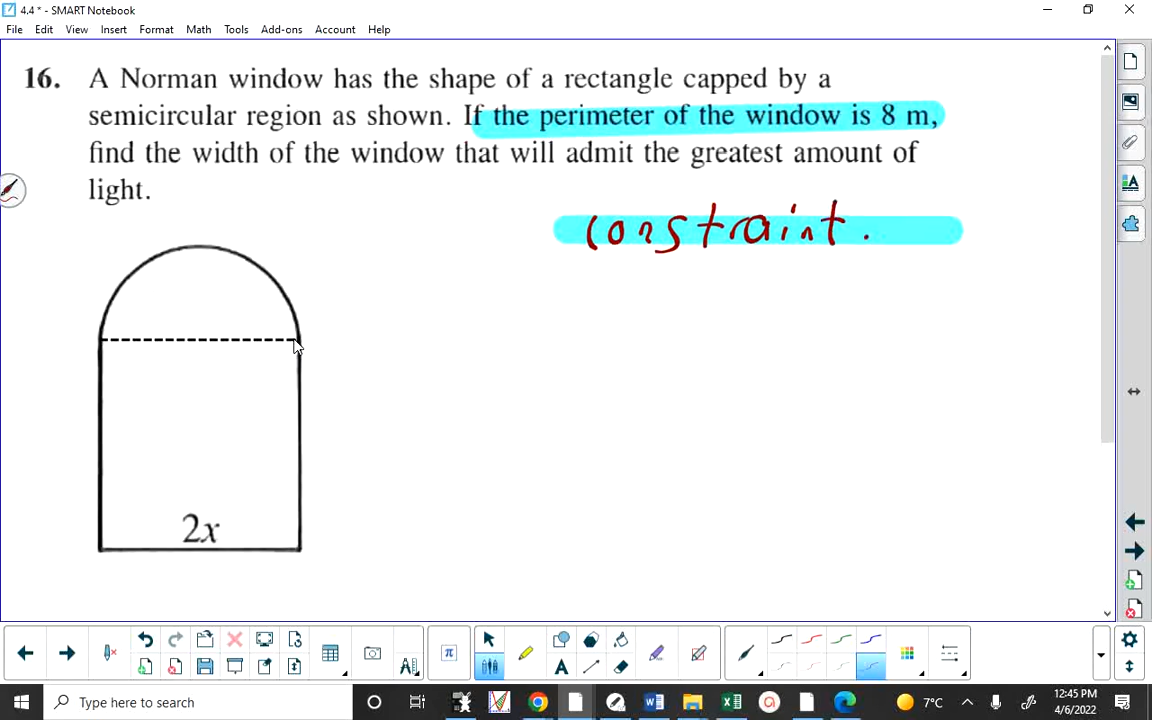 4.4 * - SMART Notebook
File Edit View Insert Format Math Tools Add-ons Account Help
16. A Norman window has the shape of a rectangle capped by a
semicircular region as shown. If the perimeter of the window is 8 m,
find the width of the window that will admit the greatest amount of
light.
constraint.
2x
π
A
Type here to search
7°C
12:45 PM
4/6/2022